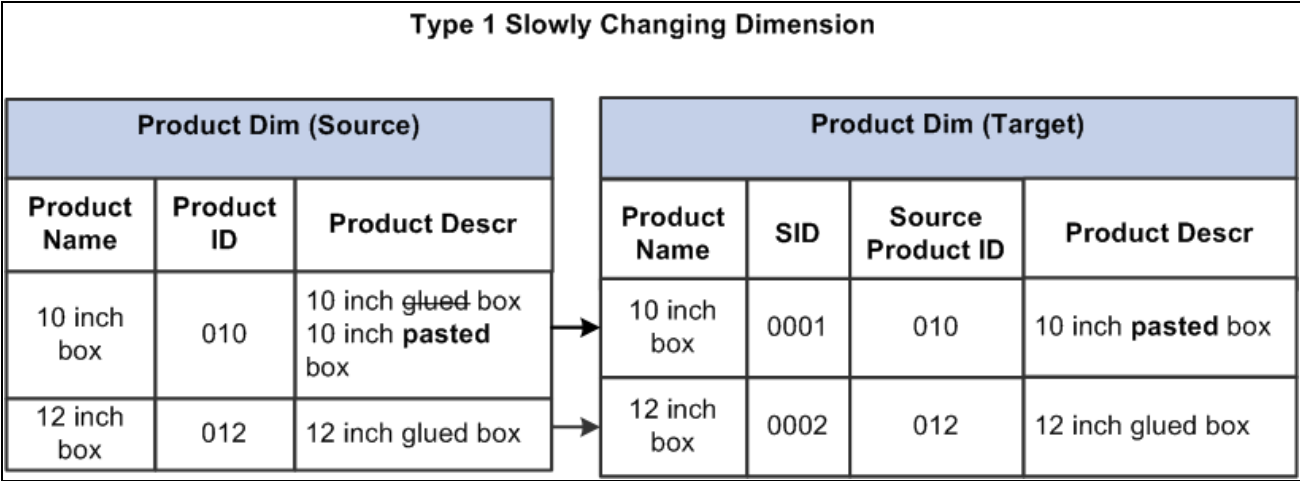 Type 1 Slowly Changing Dimension
Product Dim (Source)
Product
Name
Product
ID
Product Descr
10 inch
box
010
10 inch glued box
10 inch pasted
box
12 inch
box
012
12 inch glued box
Product Dim (Target)
Product
Name
SID
Source
Product ID
Product Descr
10 inch
box
0001
010
10 inch pasted box
12 inch
box
0002
012
12 inch glued box